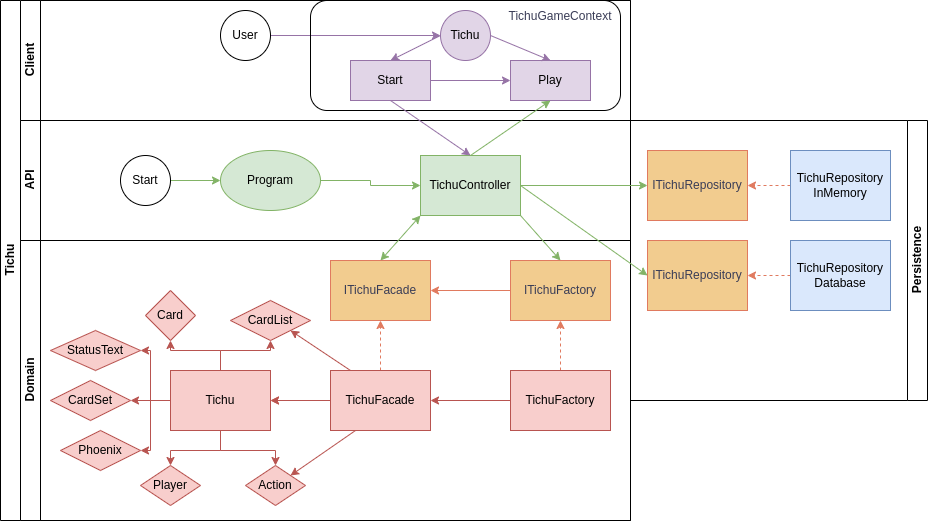 TichuGameContext
User
Tichu
Client
Start
Play
API
Start
Program
TichuController
ITichuRepository
TichuRepository
InMemory
Tichu
Persistence
ITichuRepository
TichuRepository
Database
Domain
ITichuFacade
ITichuFactory
Card
CardList
StatusText
CardSet
Tichu
TichuFacade
TichuFactory
Phoenix
Player
Action